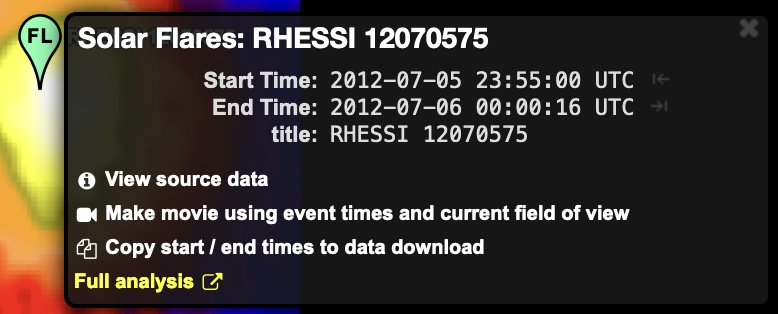 FL
Solar Flares: RHESSI 12070575
Start Time: 2012-07-05 23:55:00 UTC
End Time: 2012-07-06 00:00:16 UTC
title: RHESSI 12070575
View source data
Make movie using event times and current field of view
Copy start / end times to data download
Full analysis